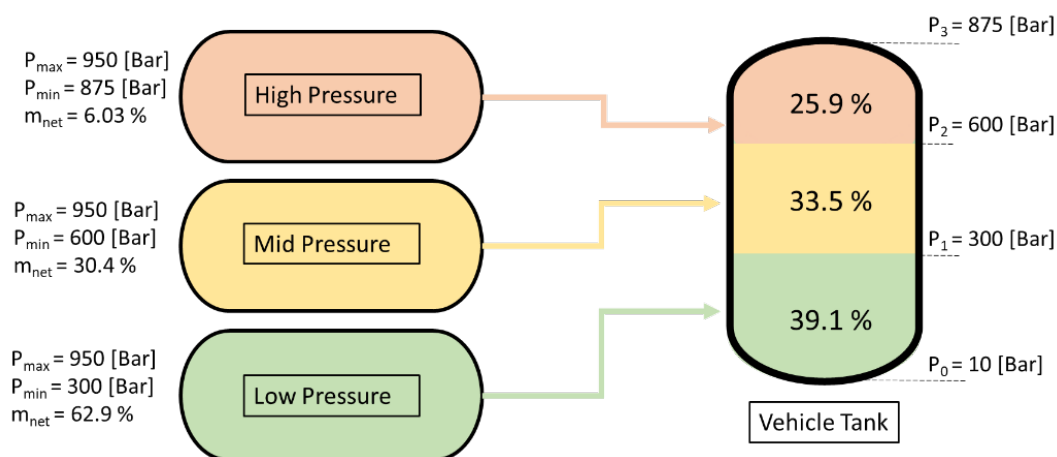 P_max = 950 [Bar]
P_min = 875 [Bar]
m_net = 6.03 %
High Pressure
P_max = 950 [Bar]
P_min = 600 [Bar]
m_net = 30.4 %
Mid Pressure
P_max = 950 [Bar]
P_min = 300 [Bar]
m_net = 62.9 %
Low Pressure
P_3 = 875 [Bar]
25.9 %
P_2 = 600 [Bar]
33.5 %
P_1 = 300 [Bar]
39.1 %
P_0 = 10 [Bar]
Vehicle Tank